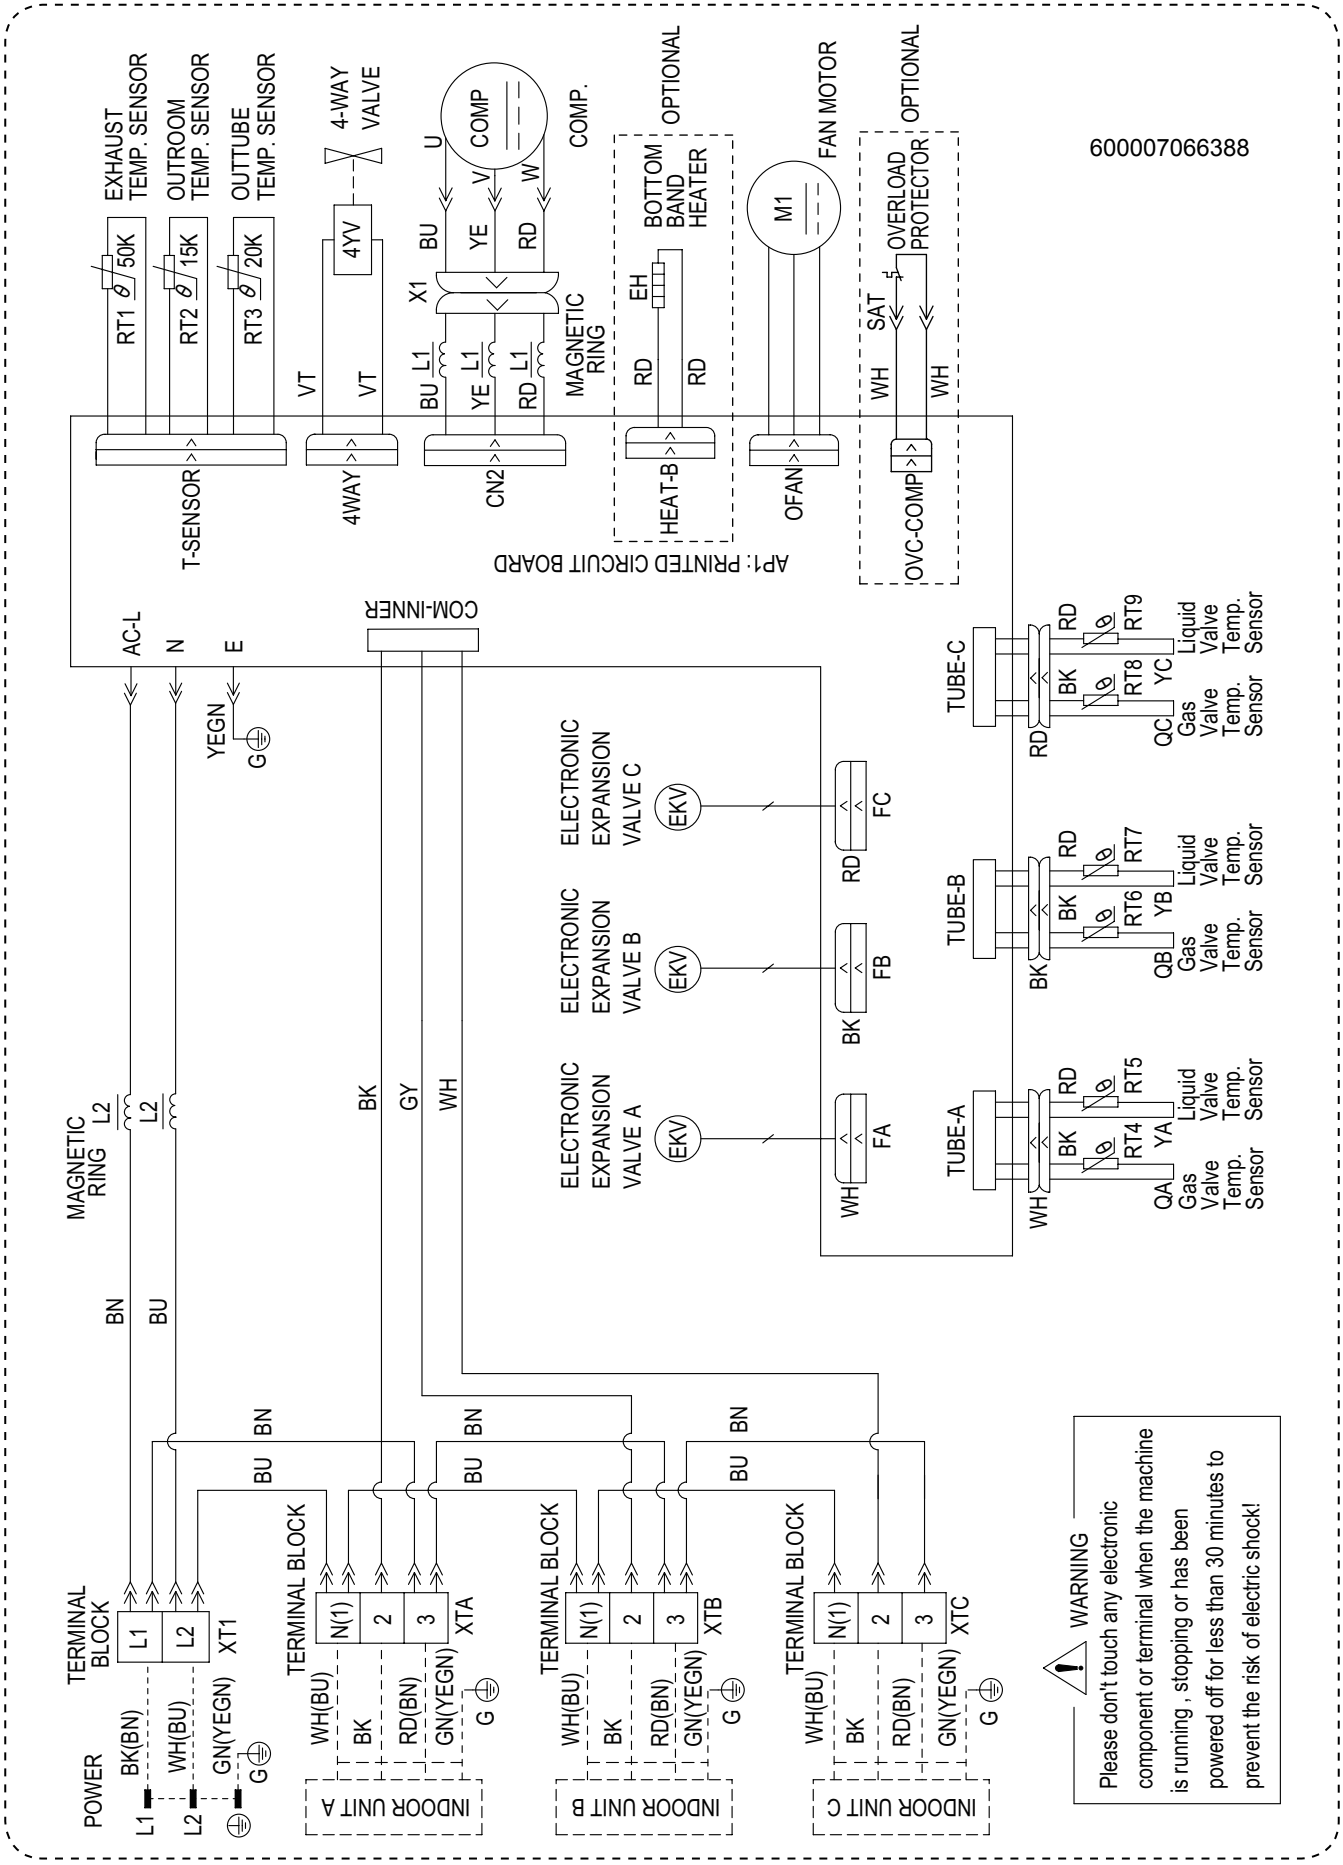 EXHAUST
TEMP. SENSOR
OUTROOM
TEMP. SENSOR
OUTTUBE
TEMP. SENSOR
RT1
θ
50K
RT2
θ
15K
RT3
θ
20K
T-SENSOR
4-WAY
VALVE
4YV
VT
VT
4WAY
COMP
COMP.
U
V
W
BU
YE
RD
X1
L1
L1
L1
BU
YE
RD
MAGNETIC
RING
CN2
OPTIONAL
BOTTOM
BAND
HEATER
EH
RD
RD
HEAT-B
FAN MOTOR
M1
OFAN
OPTIONAL
OVERLOAD
PROTECTOR
SAT
WH
WH
OVC-COMP
600007066388
AP1: PRINTED CIRCUIT BOARD
AC-L
N
E
YEGN
G
COM-INNER
MAGNETIC
RING
L2
L2
BN
BU
BK
GY
WH
ELECTRONIC
EXPANSION
VALVE A
EKV
WH
FA
ELECTRONIC
EXPANSION
VALVE B
EKV
BK
FB
ELECTRONIC
EXPANSION
VALVE C
EKV
RD
FC
TUBE-A
WH
BK
RD
θ
θ
RT4
RT5
QA
YA
Gas
Valve
Temp.
Sensor
Liquid
Valve
Temp.
Sensor
TUBE-B
BK
BK
RD
θ
θ
RT6
RT7
QB
YB
Gas
Valve
Temp.
Sensor
Liquid
Valve
Temp.
Sensor
TUBE-C
RD
BK
RD
θ
θ
RT8
RT9
QC
YC
Gas
Valve
Temp.
Sensor
Liquid
Valve
Temp.
Sensor
POWER
L1
L2
BK(BN)
WH(BU)
GN(YEGN)
G
TERMINAL
BLOCK
L1
L2
XT1
BU
BN
BU
BN
BU
BN
TERMINAL BLOCK
N(1)
2
3
XTA
WH(BU)
BK
RD(BN)
GN(YEGN)
G
INDOOR UNIT A
TERMINAL BLOCK
N(1)
2
3
XTB
WH(BU)
BK
RD(BN)
GN(YEGN)
G
INDOOR UNIT B
TERMINAL BLOCK
N(1)
2
3
XTC
WH(BU)
BK
RD(BN)
GN(YEGN)
G
INDOOR UNIT C
WARNING
Please don't touch any electronic
component or terminal when the machine
is running , stopping or has been
powered off for less than 30 minutes to
prevent the risk of electric shock!